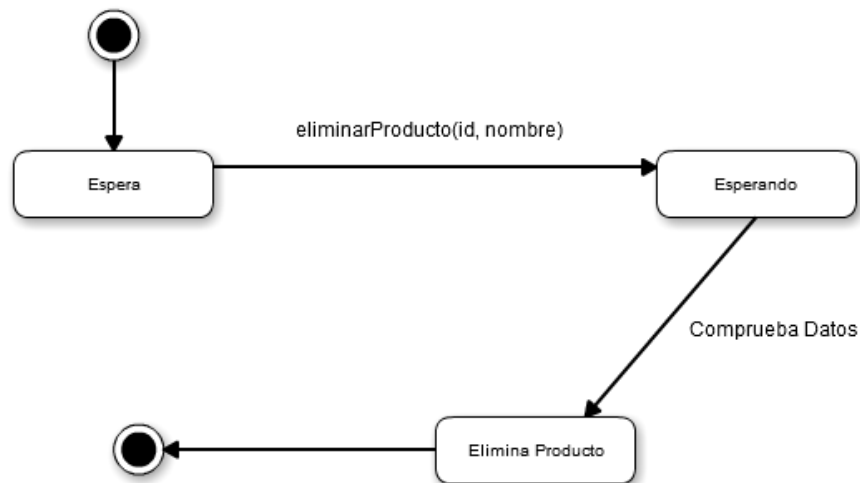 eliminarProducto(id, nombre)
Espera
Esperando
Comprueba Datos
Elimina Producto